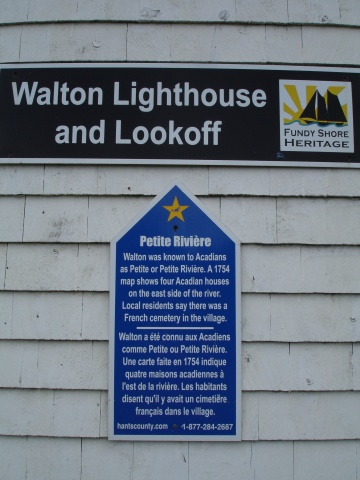 Walton Lighthouse
and Lookoff
FUNDY SHORE
HERITAGE
Petite Rivière
Walton was known to Acadians
as Petite or Petite Rivière. A 1754
map shows four Acadian houses
on the east side of the river.
Local residents say there was a
French cemetery in the village.
Walton a été connu aux Acadiens
comme Petite ou Petite Rivière.
Une carte faite en 1754 indique
quatre maisons acadiennes à
l'est de la rivière. Les habitants
disent qu'il y avait un cimetière
français dans le village.
hantscounty.com 1-877-284-2687